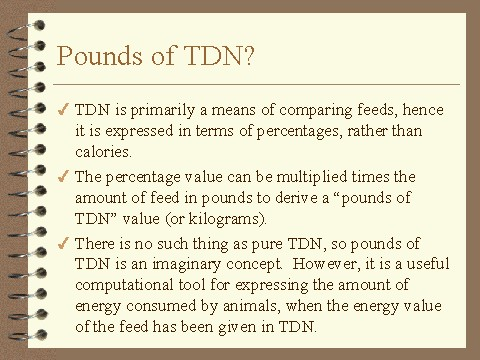 Pounds of TDN?
✓ TDN is primarily a means of comparing feeds, hence
it is expressed in terms of percentages, rather than
calories.
✓ The percentage value can be multiplied times the
amount of feed in pounds to derive a “pounds of
TDN” value (or kilograms).
✓ There is no such thing as pure TDN, so pounds of
TDN is an imaginary concept.  However, it is a useful
computational tool for expressing the amount of
energy consumed by animals, when the energy value
of the feed has been given in TDN.